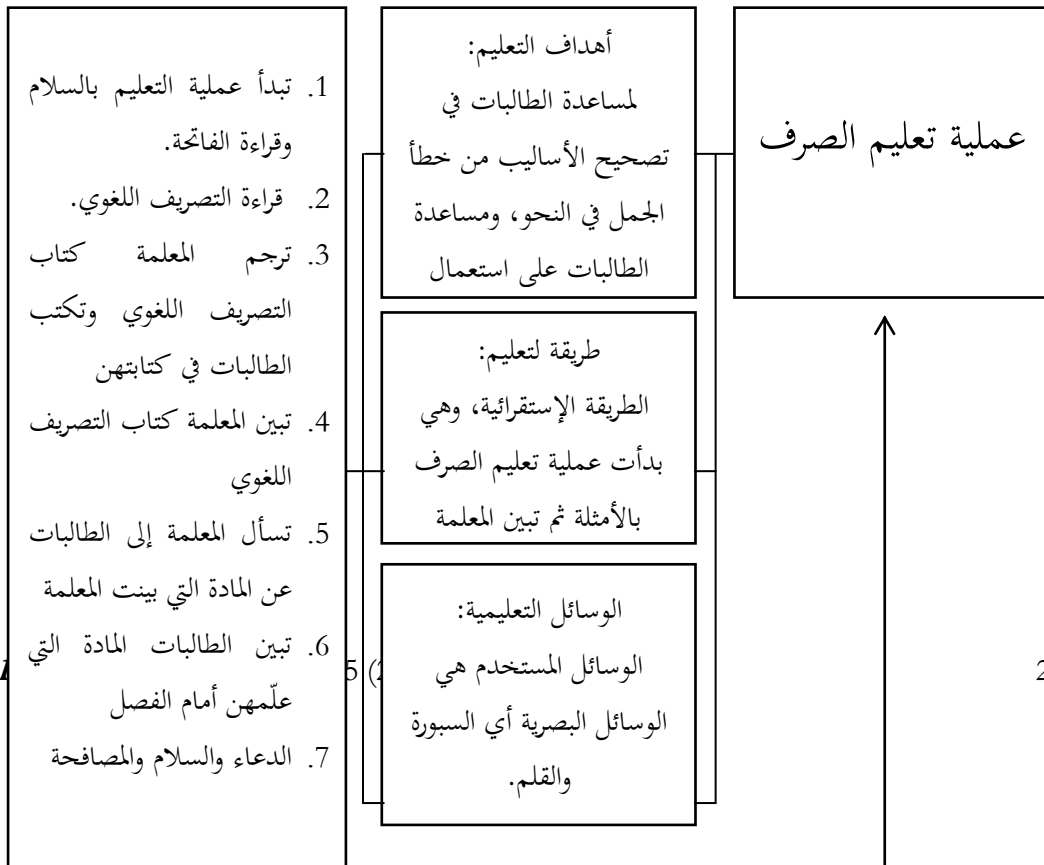 عملية تعليم الصرف
أهداف التعليم:
لمساعدة الطالبات في
تصحيح الأساليب من خطأ
الجمل في النحو، ومساعدة
الطالبات على استعمال
طريقة لتعليم:
الطريقة الإستقرائية، وهي
بدأت عملية تعليم الصرف
بالأمثلة ثم تبين المعلمة
الوسائل التعليمية:
الوسائل المستخدم هي
الوسائل البصرية أي السبورة
والقلم.
1. تبدأ عملية التعليم بالسلام
وقراءة الفاتحة.
2. قراءة التصريف اللغوي.
3. ترجم المعلمة كتاب
التصريف اللغوي وتكتب
الطالبات في كتابتهن
4. تبين المعلمة كتاب التصريف
اللغوي
5. تسأل المعلمة إلى الطالبات
عن المادة التي بينت المعلمة
6. تبين الطالبات المادة التي
علّمهن أمام الفصل
7. الدعاء والسلام والمصافحة